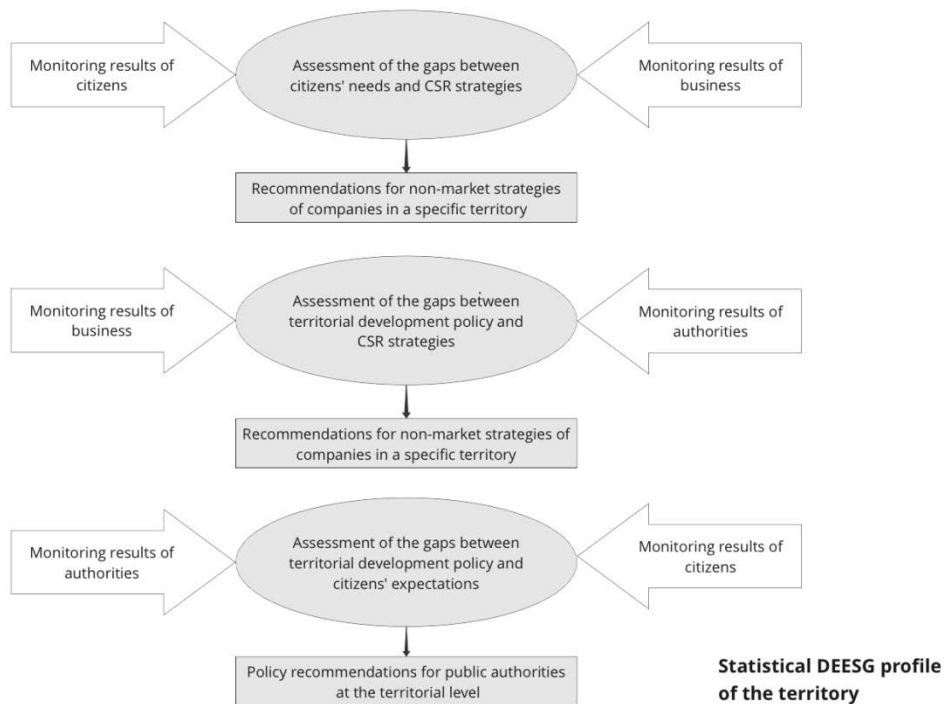 Monitoring results of
citizens
Assessment of the gaps between
citizens' needs and CSR strategies
Monitoring results of
business
Recommendations for non-market strategies
of companies in a specific territory
Monitoring results of
business
Assessment of the gaps between
territorial development policy and
CSR strategies
Monitoring results of
authorities
Recommendations for non-market strategies of
companies in a specific territory
Monitoring results of
authorities
Assessment of the gaps between
territorial development policy and
citizens' expectations
Monitoring results of
citizens
Policy recommendations for public authorities
at the territorial level
Statistical DEESG profile
of the territory